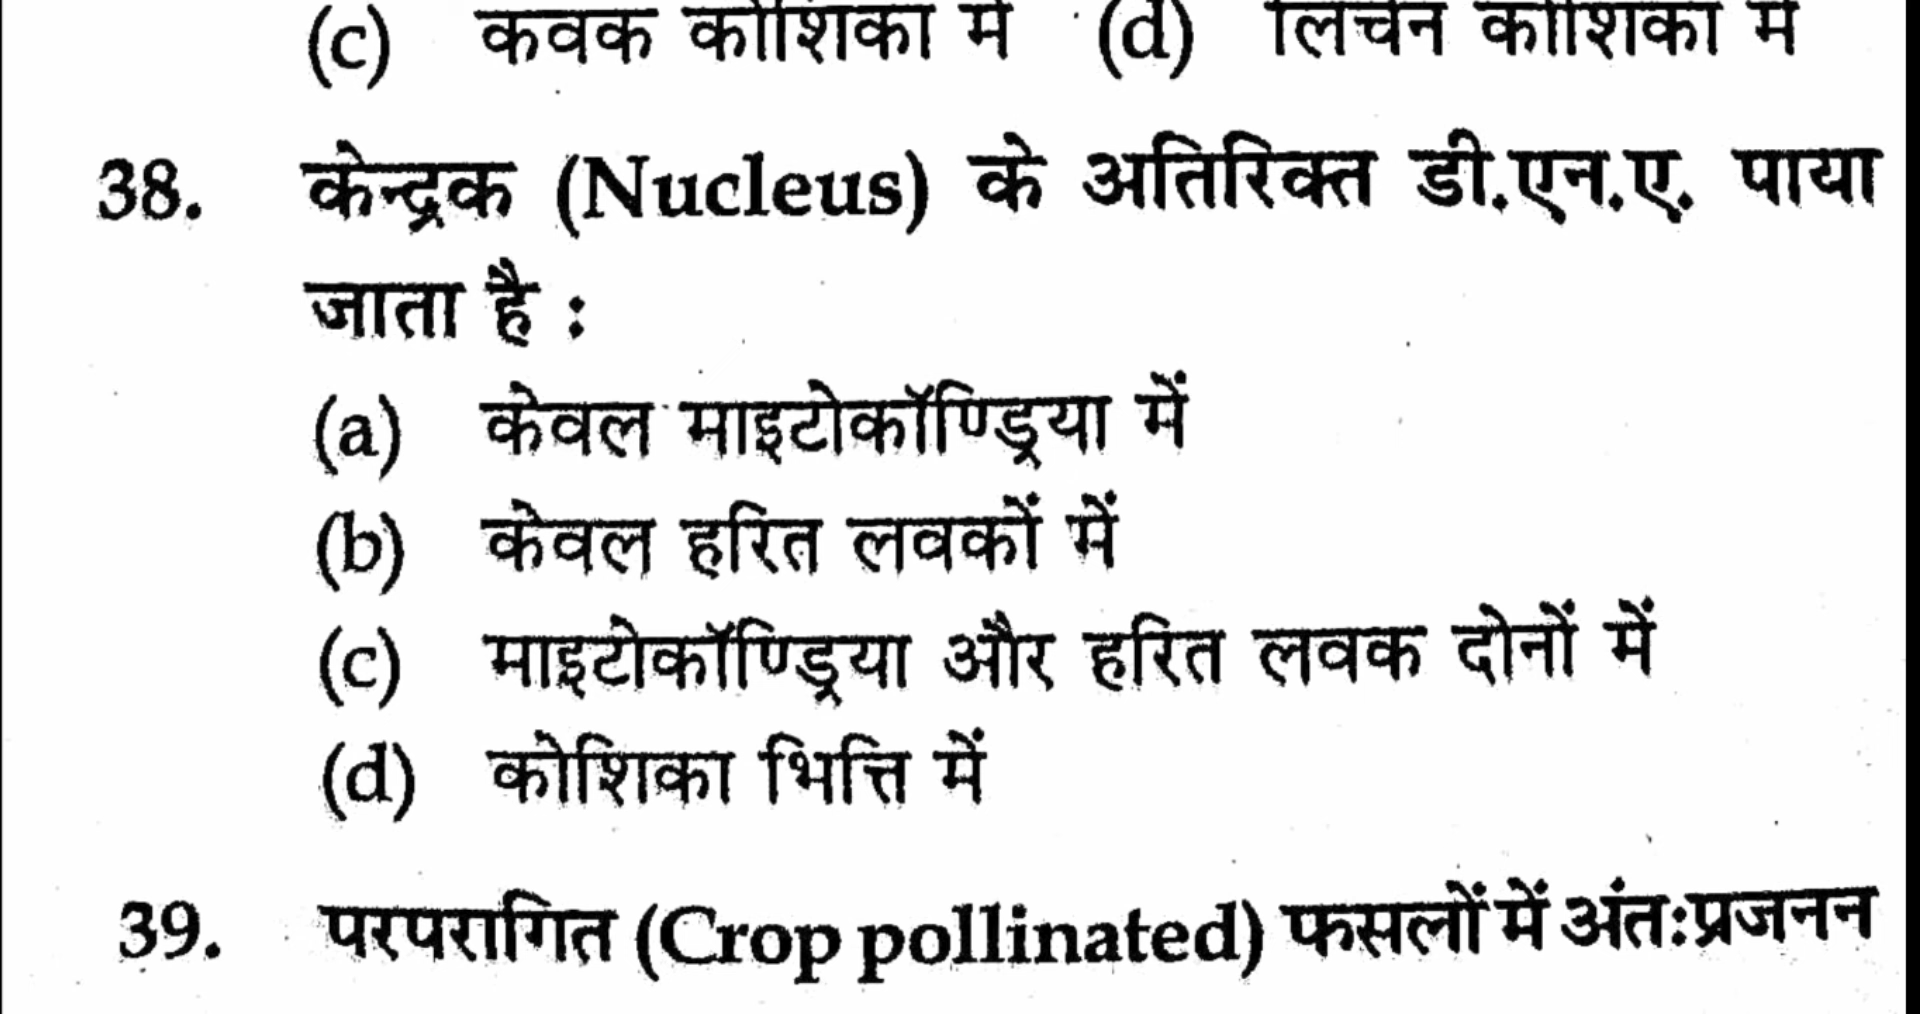 (c) कवक कोशिका में (d) लिचेन कोशिका में
38. केन्द्रक (Nucleus) के अतिरिक्त डी.एन.ए. पाया
जाता है :
(a) केवल माइटोकॉण्ड्रिया में
(b) केवल हरित लवकों में
(c) माइटोकॉण्ड्रिया और हरित लवक दोनों में
(d) कोशिका भित्ति में
39. परपरागित (Crop pollinated) फसलों में अंतःप्रजनन